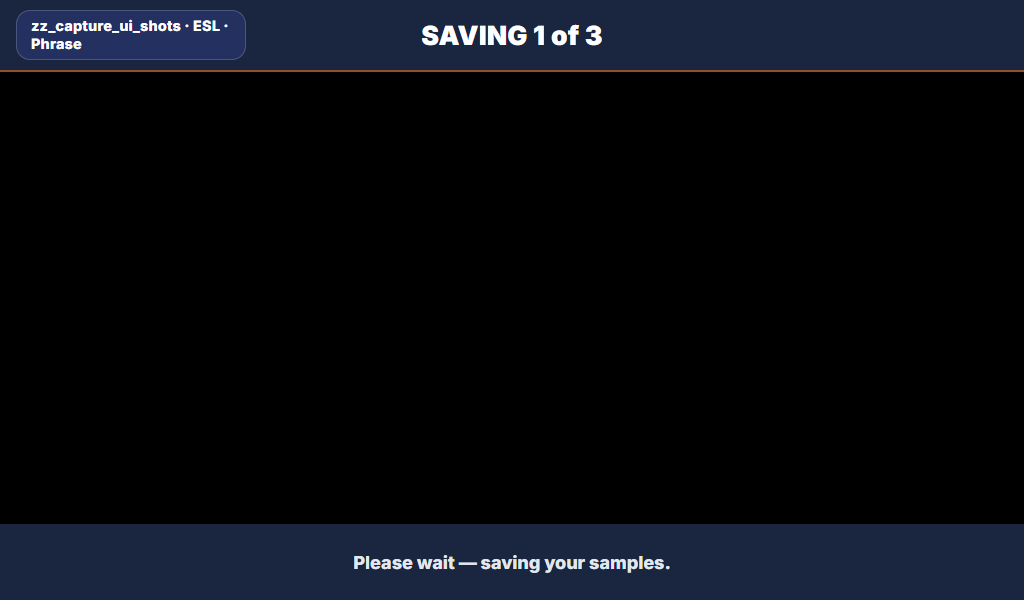 zz_capture_ui_shots · ESL ·
Phrase
SAVING 1 of 3
Please wait — saving your samples.